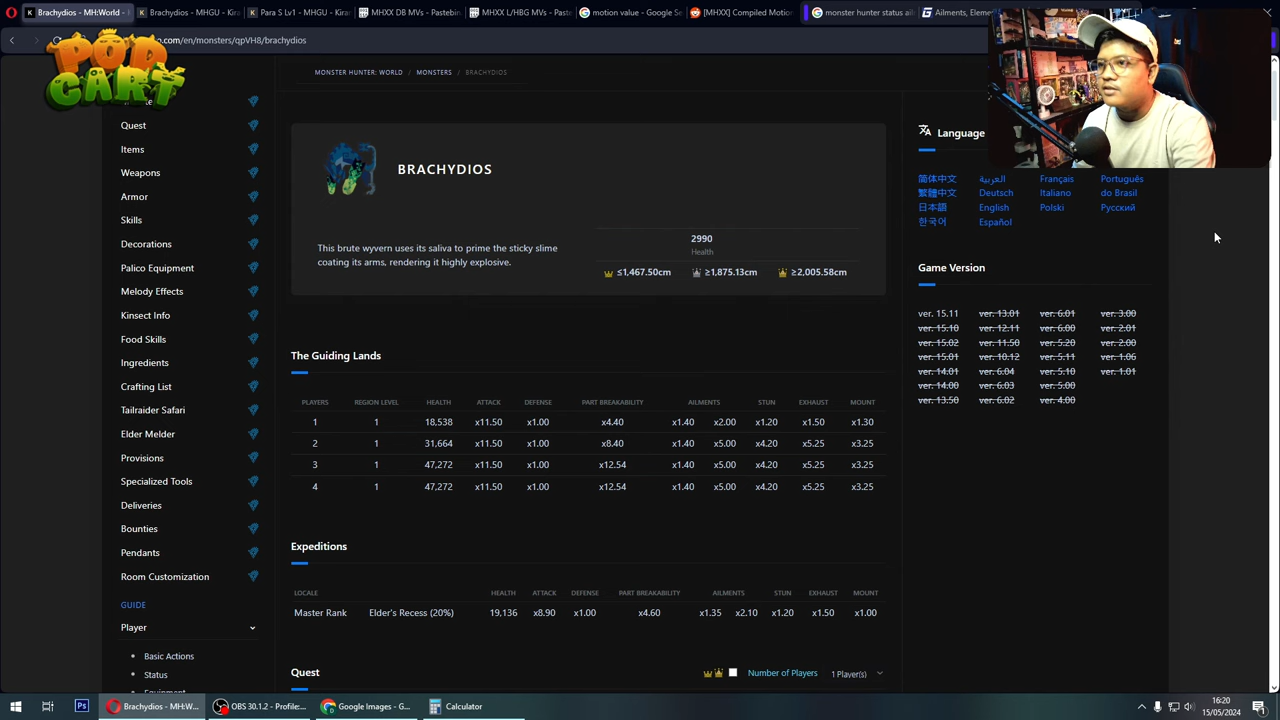 Brachydios - MH:World
Brachydios - MHGU - Kira
Para S Lv1 - MHGU - Kira
MHXX DB MVs - Pastebin
MHXX L/HBG MVs - Paste
motion value - Google Se
[MHXX] Compiled Motion
monster hunter status ail
Ailments, Element
POD CART
.com/en/monsters/qpVH8/brachydios
MONSTER HUNTER: WORLD / MONSTERS / BRACHYDIOS
Quest
Items
Weapons
Armor
Skills
Decorations
Palico Equipment
Melody Effects
Kinsect Info
Food Skills
Ingredients
Crafting List
Tailraider Safari
Elder Melder
Provisions
Specialized Tools
Deliveries
Bounties
Pendants
Room Customization
GUIDE
Player
Basic Actions
Status
Equipment
BRACHYDIOS
This brute wyvern uses its saliva to prime the sticky slime
coating its arms, rendering it highly explosive.
2990
Health
≤1,467.50cm ≥1,875.13cm ≥2,005.58cm
The Guiding Lands
PLAYERS REGION LEVEL HEALTH ATTACK DEFENSE PART BREAKABILITY AILMENTS STUN EXHAUST MOUNT
1 1 18,538 x11.50 x1.00 x4.40 x1.40 x2.00 x1.20 x1.50 x1.30
2 1 31,664 x11.50 x1.00 x8.40 x1.40 x5.00 x4.20 x5.25 x3.25
3 1 47,272 x11.50 x1.00 x12.54 x1.40 x5.00 x4.20 x5.25 x3.25
4 1 47,272 x11.50 x1.00 x12.54 x1.40 x5.00 x4.20 x5.25 x3.25
Expeditions
LOCALE HEALTH ATTACK DEFENSE PART BREAKABILITY AILMENTS STUN EXHAUST MOUNT
Master Rank Elder's Recess (20%) 19,136 x8.90 x1.00 x4.60 x1.35 x2.10 x1.20 x1.50 x1.00
Quest Number of Players 1 Player(s)
Language
简体中文 العربية Français Português
繁體中文 Deutsch Italiano do Brasil
日本語 English Polski Русский
한국어 Español
Game Version
ver. 15.11 ver. 13.01 ver. 6.01 ver. 3.00
ver. 15.10 ver. 12.11 ver. 6.00 ver. 2.01
ver. 15.02 ver. 11.50 ver. 5.20 ver. 2.00
ver. 15.01 ver. 10.12 ver. 5.11 ver. 1.06
ver. 14.01 ver. 6.04 ver. 5.10 ver. 1.01
ver. 14.00 ver. 6.03 ver. 5.00
ver. 13.50 ver. 6.02 ver. 4.00
Ps
Brachydios - MH:W...
OBS 30.1.2 - Profile:...
Google Images - G...
Calculator
16:20
15/05/2024
1